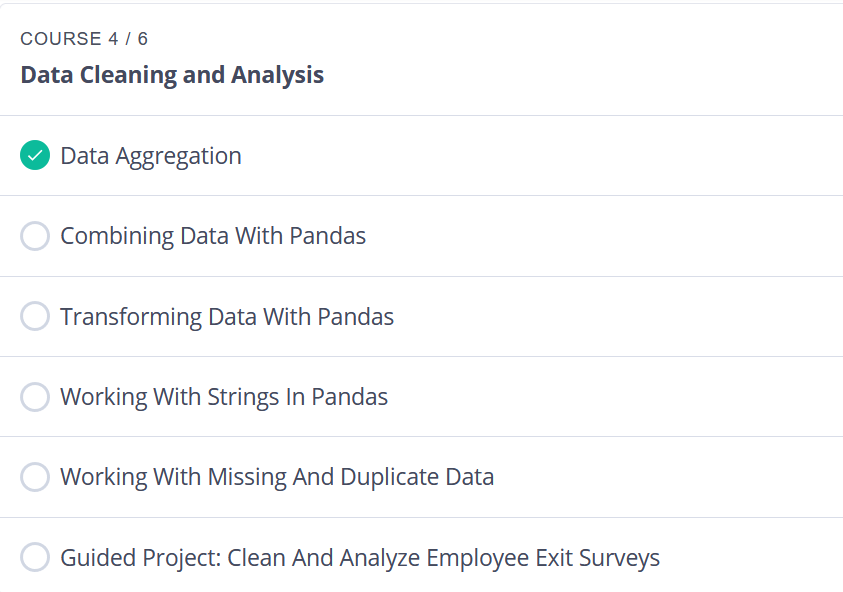 COURSE 4 / 6
Data Cleaning and Analysis
Data Aggregation
Combining Data With Pandas
Transforming Data With Pandas
Working With Strings In Pandas
Working With Missing And Duplicate Data
Guided Project: Clean And Analyze Employee Exit Surveys